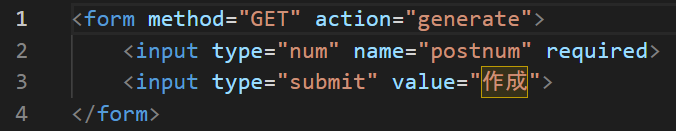 1 <form method="GET" action="generate">
2     <input type="num" name="postnum" required>
3     <input type="submit" value="作成">
4 </form>